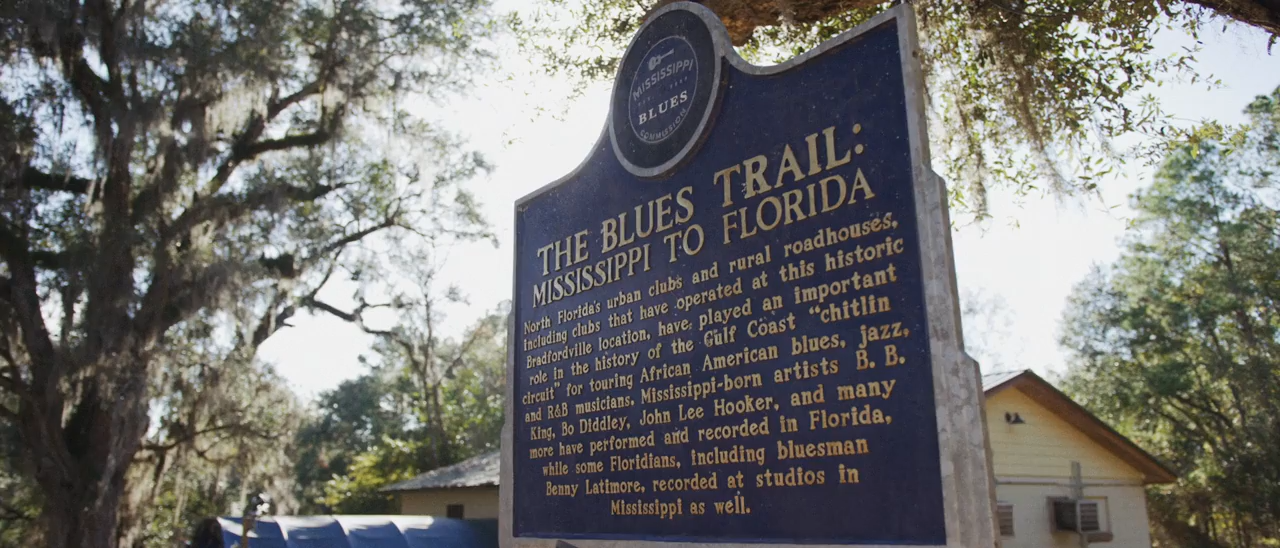 MISSISSIPPI
BLUES
COMMISSION
THE BLUES TRAIL:
MISSISSIPPI TO FLORIDA
North Florida's urban clubs and rural roadhouses,
including clubs that have operated at this historic
Bradfordville location, have played an important
role in the history of the Gulf Coast “chitlin
circuit” for touring African American blues, jazz,
and R&B musicians. Mississippi-born artists B. B.
King, Bo Diddley, John Lee Hooker, and many
more have performed and recorded in Florida,
while some Floridians, including bluesman
Benny Latimore, recorded at studios in
Mississippi as well.